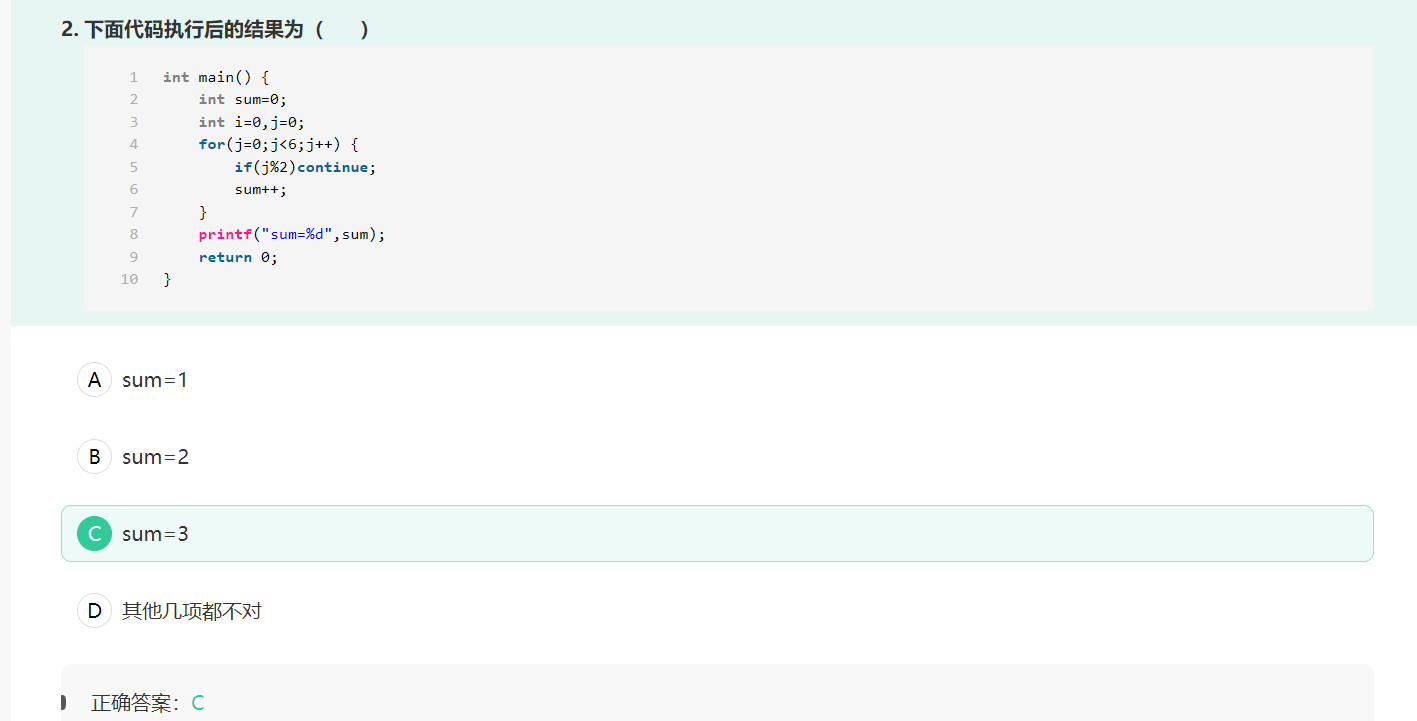 2. 下面代码执行后的结果为（　　）
1 int main() {
2     int sum=0;
3     int i=0,j=0;
4     for(j=0;j<6;j++) {
5         if(j%2)continue;
6         sum++;
7     }
8     printf("sum=%d",sum);
9     return 0;
10 }
A sum=1
B sum=2
C sum=3
D 其他几项都不对
正确答案：C